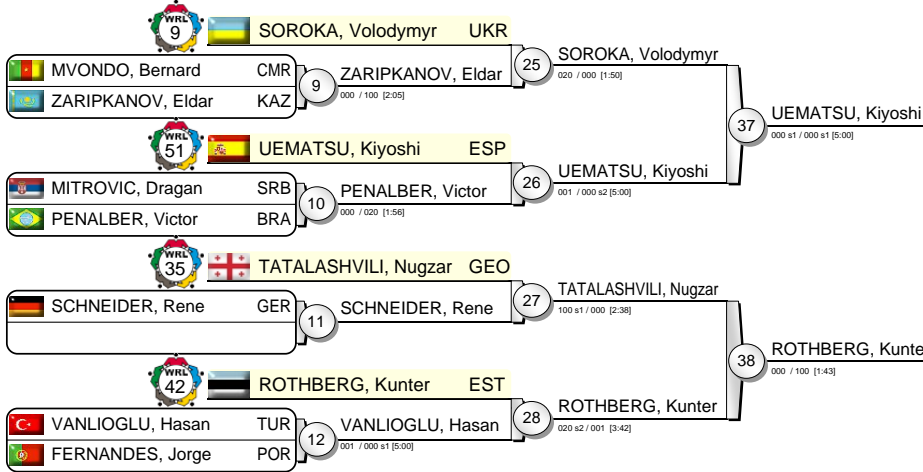 WRL
9
SOROKA, Volodymyr UKR
MVONDO, Bernard CMR
ZARIPKANOV, Eldar KAZ
9
ZARIPKANOV, Eldar
000 / 100 [2:05]
25
SOROKA, Volodymyr
020 / 000 [1:50]
WRL
51
UEMATSU, Kiyoshi ESP
MITROVIC, Dragan SRB
PENALBER, Victor BRA
10
PENALBER, Victor
000 / 020 [1:56]
26
UEMATSU, Kiyoshi
001 / 000 s2 [5:00]
37
UEMATSU, Kiyoshi
000 s1 / 000 s1 [5:00]
WRL
35
TATALASHVILI, Nugzar GEO
SCHNEIDER, Rene GER
11
SCHNEIDER, Rene
27
TATALASHVILI, Nugzar
100 s1 / 000 [2:38]
WRL
42
ROTHBERG, Kunter EST
VANLIOGLU, Hasan TUR
FERNANDES, Jorge POR
12
VANLIOGLU, Hasan
001 / 000 s1 [5:00]
28
ROTHBERG, Kunter
020 s2 / 001 [3:42]
38
ROTHBERG, Kunte
000 / 100 [1:43]